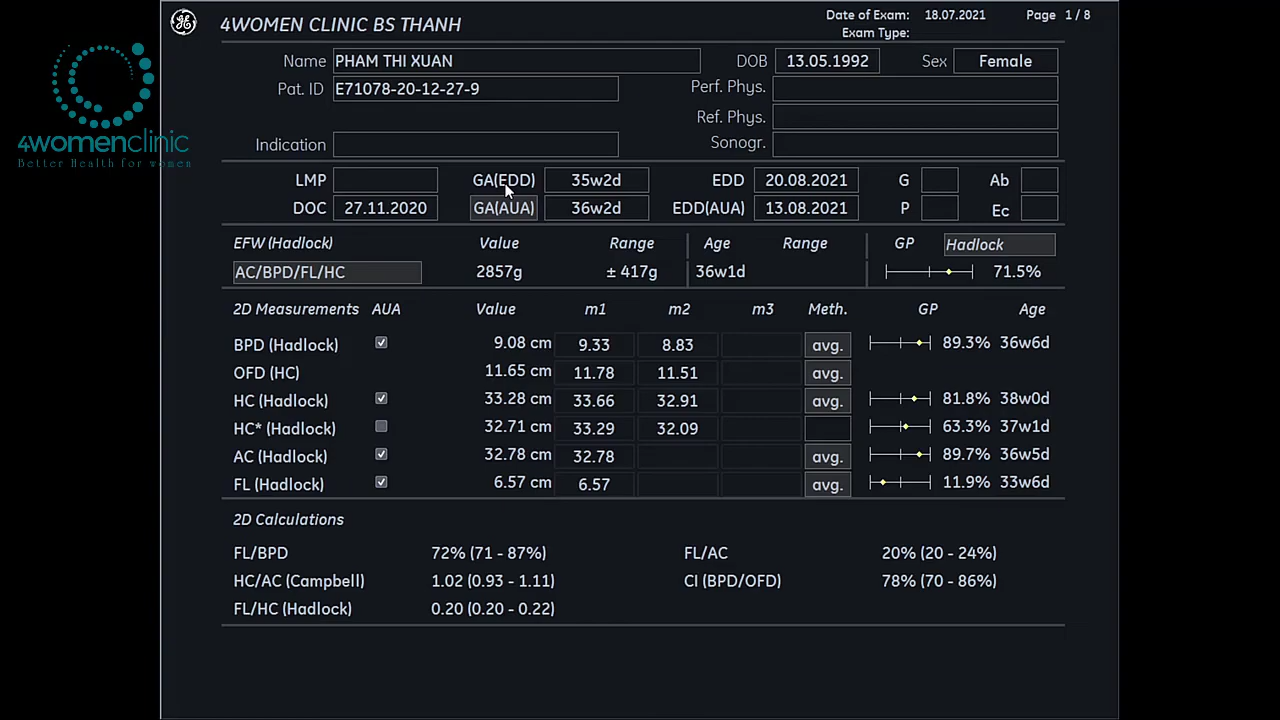 4WOMEN CLINIC BS THANH
Date of Exam: 18.07.2021 Page 1 / 8
Exam Type:
4womenclinic
Better Health for women
Name PHAM THI XUAN DOB 13.05.1992 Sex Female
Pat. ID E71078-20-12-27-9 Perf. Phys.
Ref. Phys.
Indication Sonogr.
LMP GA(EDD) 35w2d EDD 20.08.2021 G Ab
DOC 27.11.2020 GA(AUA) 36w2d EDD(AUA) 13.08.2021 P Ec
EFW (Hadlock) Value Range Age Range GP Hadlock
AC/BPD/FL/HC 2857g ± 417g 36w1d 71.5%
2D Measurements AUA Value m1 m2 m3 Meth. GP Age
BPD (Hadlock) 9.08 cm 9.33 8.83 avg. 89.3% 36w6d
OFD (HC) 11.65 cm 11.78 11.51 avg.
HC (Hadlock) 33.28 cm 33.66 32.91 avg. 81.8% 38w0d
HC* (Hadlock) 32.71 cm 33.29 32.09 63.3% 37w1d
AC (Hadlock) 32.78 cm 32.78 avg. 89.7% 36w5d
FL (Hadlock) 6.57 cm 6.57 avg. 11.9% 33w6d
2D Calculations
FL/BPD 72% (71 - 87%) FL/AC 20% (20 - 24%)
HC/AC (Campbell) 1.02 (0.93 - 1.11) CI (BPD/OFD) 78% (70 - 86%)
FL/HC (Hadlock) 0.20 (0.20 - 0.22)